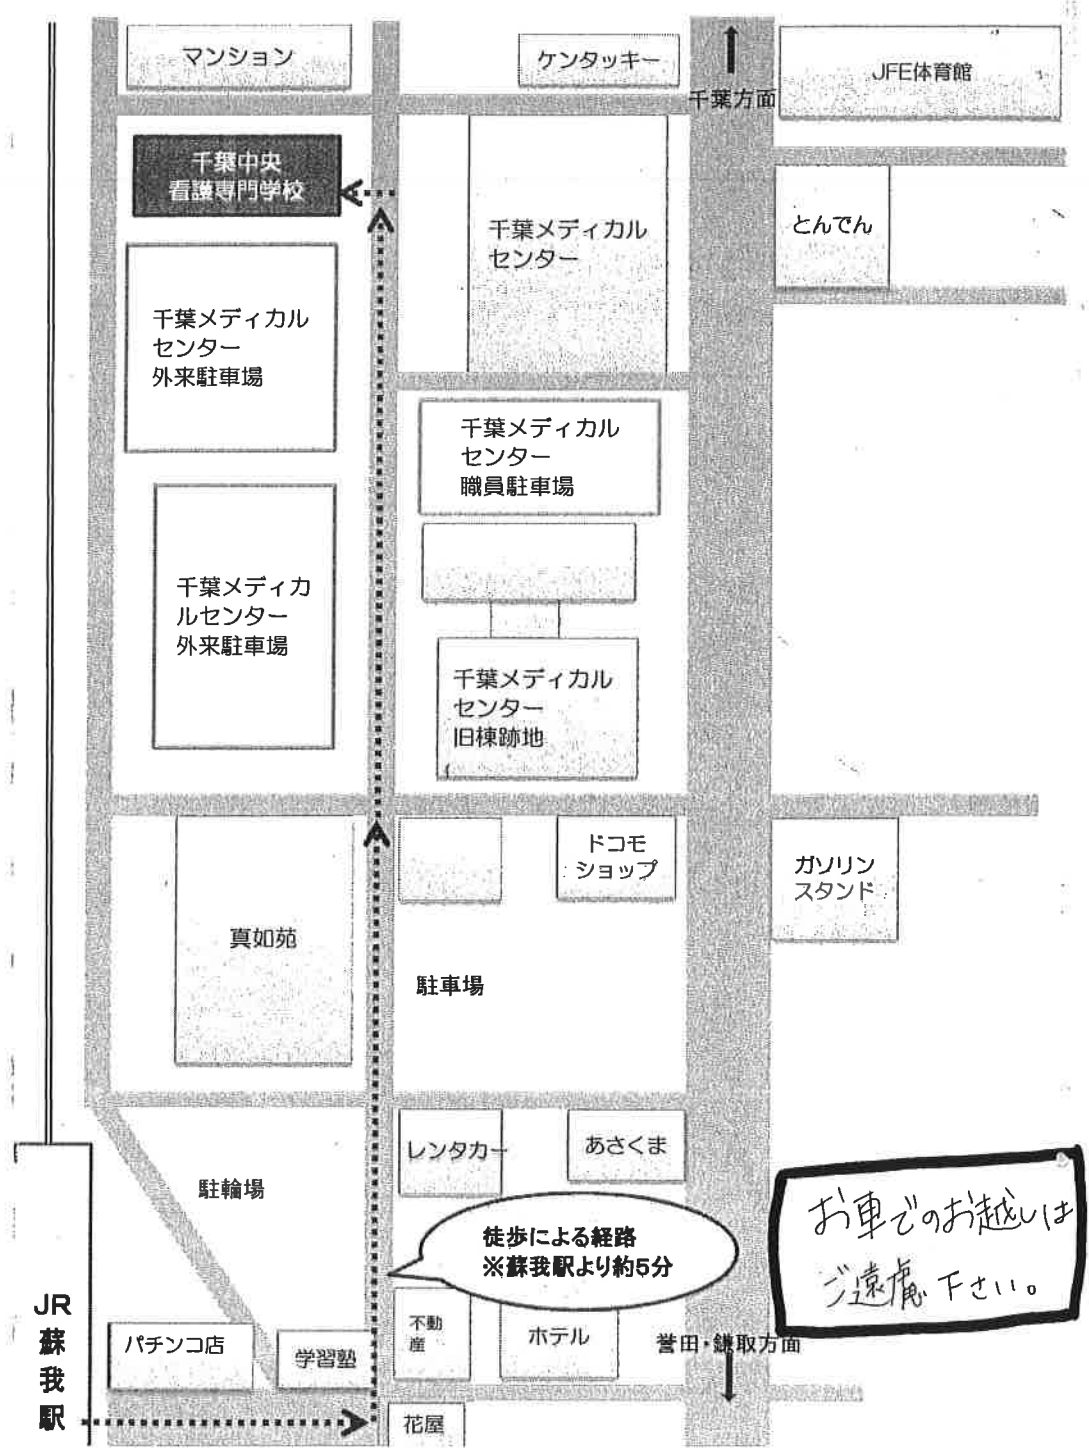 マンション
ケンタッキー
千葉方面
JFE体育館
千葉中央
看護専門学校
千葉メディカル
センター
とんでん
千葉メディカル
センター
外来駐車場
千葉メディカル
センター
職員駐車場
千葉メディカ
ルセンター
外来駐車場
千葉メディカル
センター
旧棟跡地
ドコモ
ショップ
ガソリン
スタンド
真如苑
駐車場
レンタカー
あさくま
駐輪場
徒歩による経路
※蘇我駅より約5分
お車でのお越しは
ご遠慮下さい。
JR
蘇
我
駅
パチンコ店
学習塾
不動
産
ホテル
誉田・鎌取方面
花屋